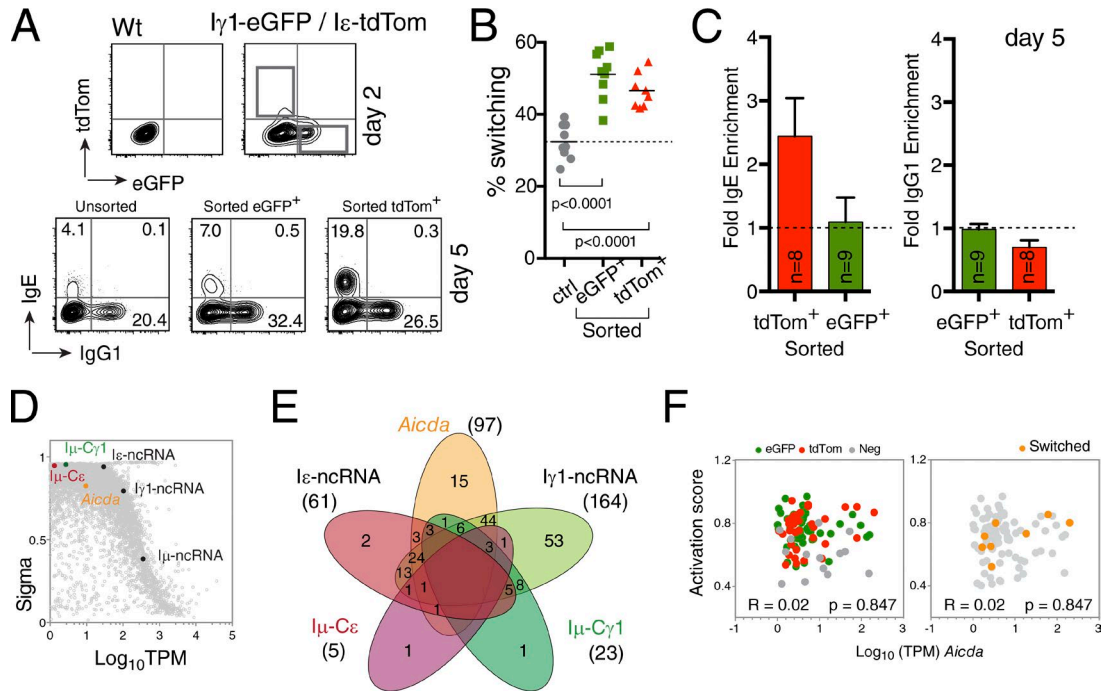 A
Wt
Iγ1-eGFP / Iε-tdTom
tdTom
eGFP
day 2
Unsorted
Sorted eGFP+
Sorted tdTom+
4.1
0.1
20.4
7.0
0.5
32.4
19.8
0.3
26.5
IgE
IgG1
day 5
B
% switching
60
40
20
0
p<0.0001
p<0.0001
ctrl
eGFP+
tdTom+
Sorted
C
day 5
Fold IgE Enrichment
4
3
2
1
0
n=8
n=9
tdTom+ eGFP+
Sorted
Fold IgG1 Enrichment
4
3
2
1
0
n=9
n=8
eGFP+ tdTom+
Sorted
D
Sigma
1
0.5
0
Iμ-Cγ1
Iε-ncRNA
Iμ-Cε
Aicda
Iγ1-ncRNA
Iμ-ncRNA
0 1 2 3 4 5
Log10TPM
E
Aicda (97)
Iε-ncRNA
(61)
Iγ1-ncRNA
(164)
Iμ-Cε
(5)
Iμ-Cγ1
(23)
15
2
53
1
1
1
6
44
3
3
3
1
24
13
5
8
1
1
1
F
eGFP tdTom Neg
Switched
Activation score
1.2
0.8
0.4
R = 0.02 p = 0.847
-1 0 1 2 3
1.2
0.8
0.4
R = 0.02 p = 0.847
-1 0 1 2 3
Log10 (TPM) Aicda